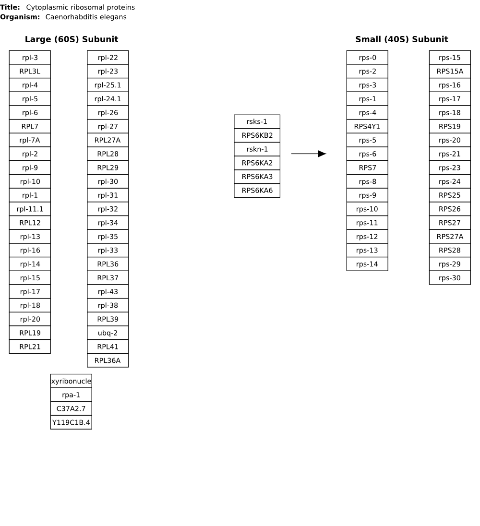 Title: Cytoplasmic ribosomal proteins
Organism: Caenorhabditis elegans
Large (60S) Subunit
rpl-3
RPL3L
rpl-4
rpl-5
rpl-6
RPL7
rpl-7A
rpl-2
rpl-9
rpl-10
rpl-1
rpl-11.1
RPL12
rpl-13
rpl-16
rpl-14
rpl-15
rpl-17
rpl-18
rpl-20
RPL19
RPL21
rpl-22
rpl-23
rpl-25.1
rpl-24.1
rpl-26
rpl-27
RPL27A
RPL28
RPL29
rpl-30
rpl-31
rpl-32
rpl-34
rpl-35
rpl-33
RPL36
RPL37
rpl-43
rpl-38
RPL39
ubq-2
RPL41
RPL36A
xyribonucle
rpa-1
C37A2.7
Y119C1B.4
rsks-1
RPS6KB2
rskn-1
RPS6KA2
RPS6KA3
RPS6KA6
Small (40S) Subunit
rps-0
rps-2
rps-3
rps-1
rps-4
RPS4Y1
rps-5
rps-6
RPS7
rps-8
rps-9
rps-10
rps-11
rps-12
rps-13
rps-14
rps-15
RPS15A
rps-16
rps-17
rps-18
RPS19
rps-20
rps-21
rps-23
rps-24
RPS25
RPS26
RPS27
RPS27A
RPS28
rps-29
rps-30